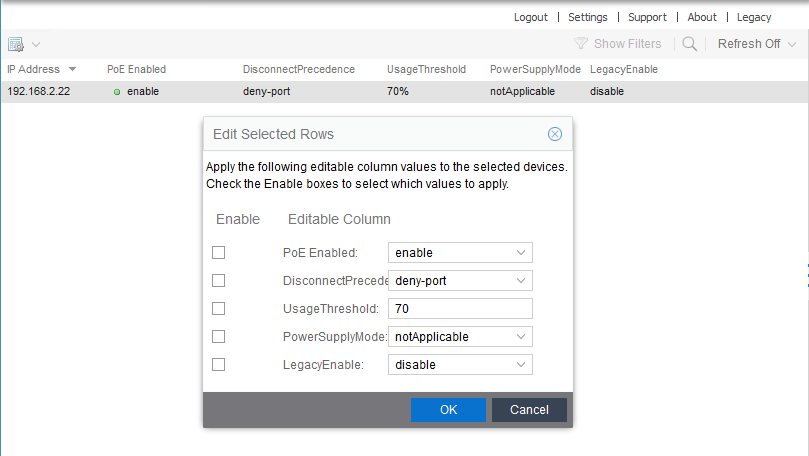 Logout | Settings | Support | About | Legacy
Show Filters Refresh Off
IP Address PoE Enabled DisconnectPrecedence UsageThreshold PowerSupplyMode LegacyEnable
192.168.2.22 enable deny-port 70% notApplicable disable
Edit Selected Rows
Apply the following editable column values to the selected devices.
Check the Enable boxes to select which values to apply.
Enable Editable Column
PoE Enabled: enable
DisconnectPrecede deny-port
UsageThreshold: 70
PowerSupplyMode: notApplicable
LegacyEnable: disable
OK Cancel